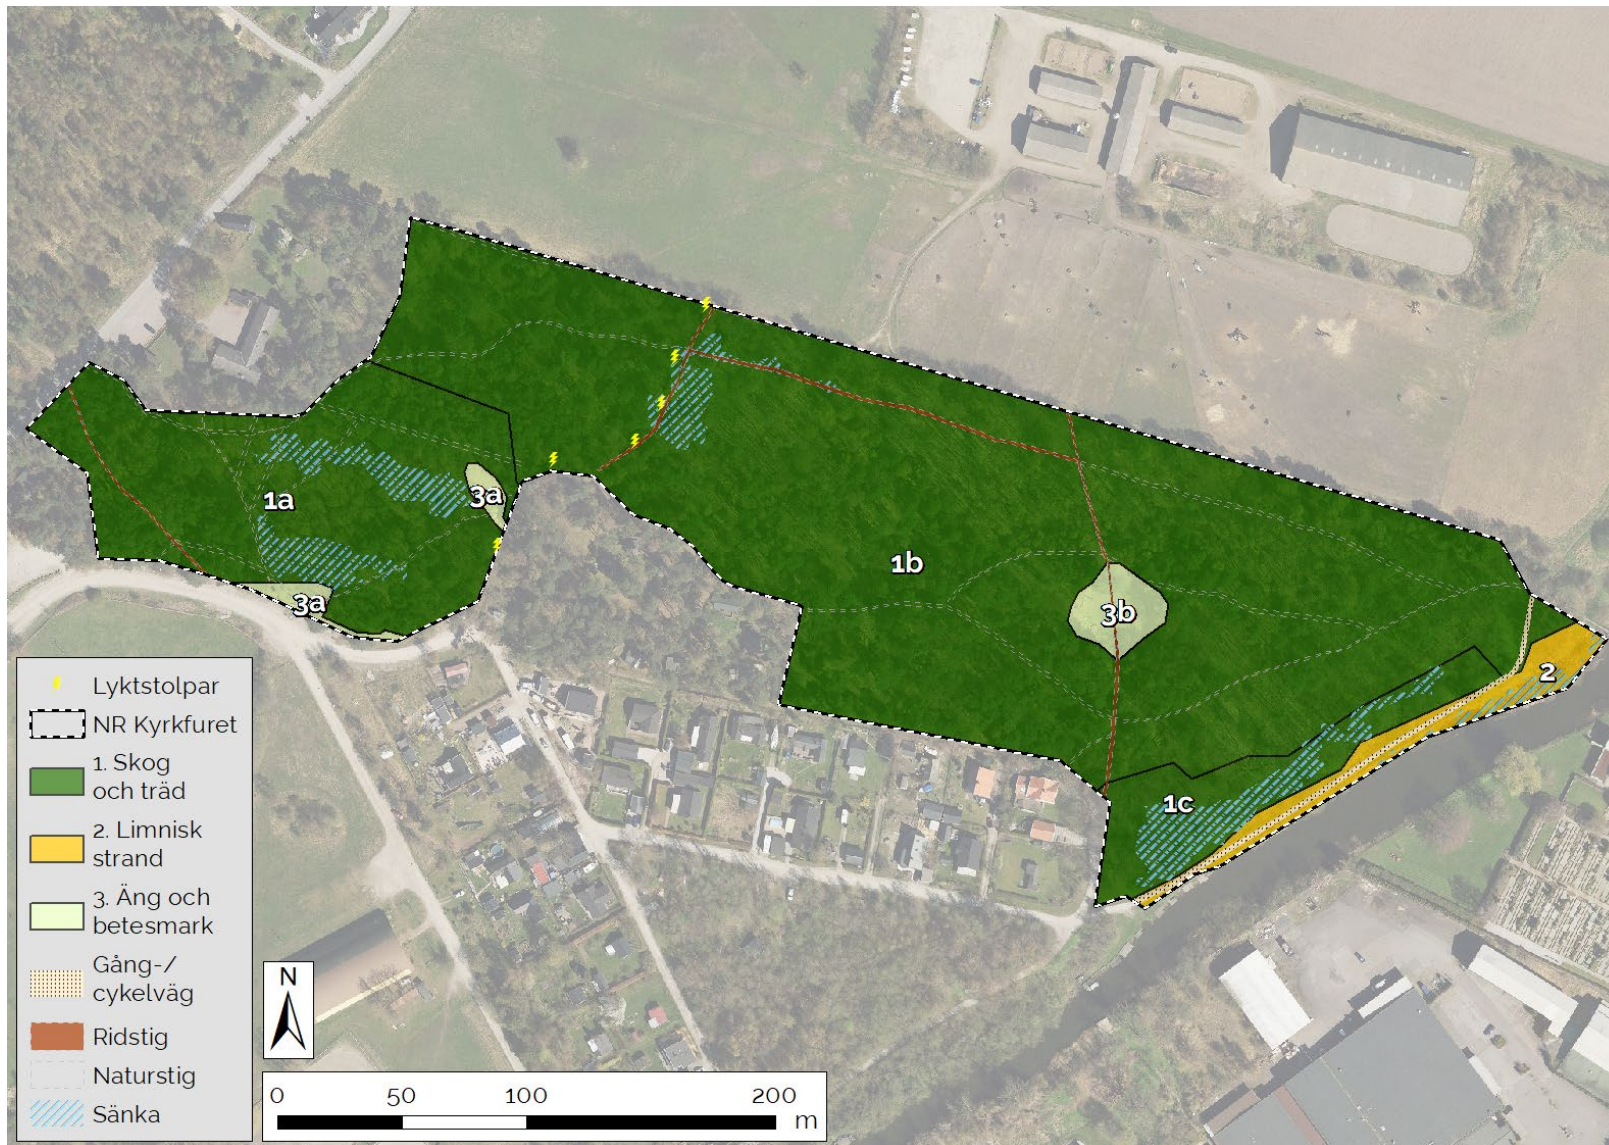 1a
3a
3a
1b
3b
2
1c
Lyktstolpar
NR Kyrkfuret
1. Skog
och träd
2. Limnisk
strand
3. Äng och
betesmark
Gång-/
cykelväg
Ridstig
Naturstig
Sänka
N
0 50 100 200
m